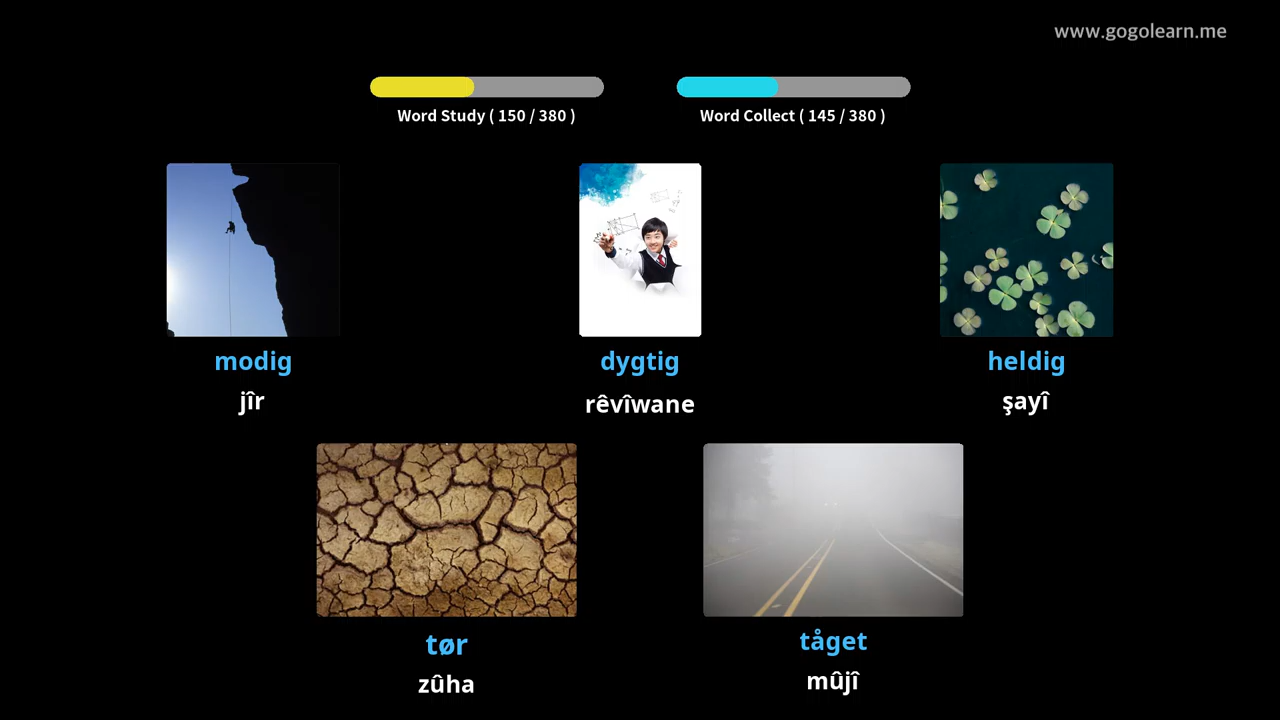 www.gogolearn.me
Word Study ( 150 / 380 )
Word Collect ( 145 / 380 )
modig
dygtig
heldig
jîr
rêvîwane
şayî
tør
tåget
zûha
mûjî